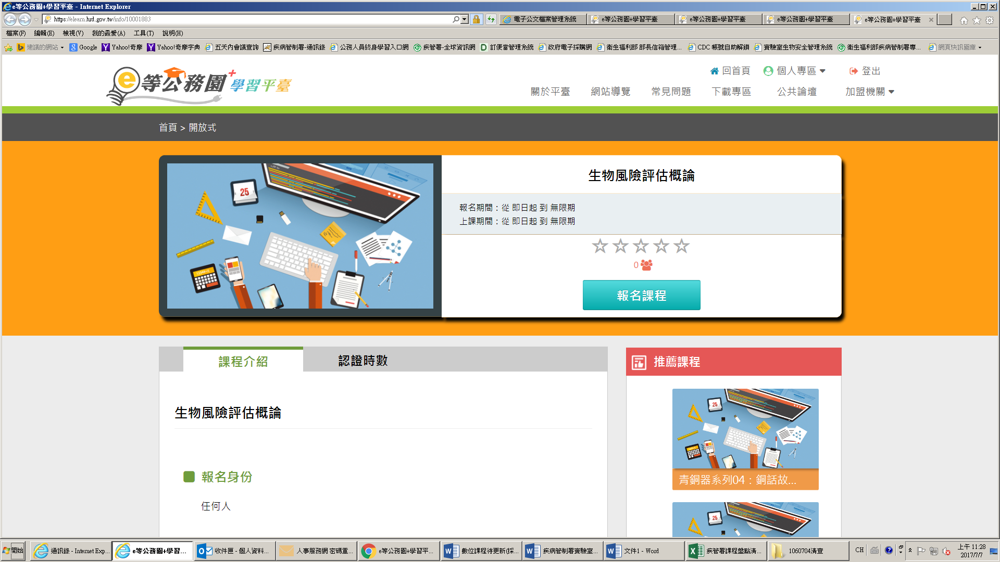 e等公務園+學習平臺 - Internet Explorer
https://elearn.hrd.gov.tw/info/10001883
電子公文檔案管理系統
e等公務園+學習平臺
e等公務園+學習平臺
e等公務園+學習平臺
e等公務園+學習平臺
檔案(F) 編輯(E) 檢視(V) 我的最愛(A) 工具(T) 說明(H)
建議的網站 Google Yahoo!奇摩 Yahoo!奇摩字典 五天內會議查詢 疾病管制署-通訊錄 公務人員終身學習入口網 疾管署-全球資訊網 訂便當管理系統 政府電子採購網 衛生福利部 部長信箱管理... CDC 帳號自助解鎖 實驗室生物安全管理系統 衛生福利部疾病管制署專... 網頁快訊圖庫
回首頁 個人專區 登出
e等公務園+學習平臺
關於平臺 網站導覽 常見問題 下載專區 公共論壇 加盟機關
首頁 > 開放式
25
生物風險評估概論
報名期間：從 即日起 到 無限期
上課期間：從 即日起 到 無限期
0
報名課程
課程介紹 認證時數
推薦課程
生物風險評估概論
25
報名身份
青銅器系列04：銅話故...
任何人
25
開始 通訊錄 - Internet Exp... e等公務園+學習... 收件匣 - 個人資料... 人事服務網 密碼重... e等公務園+學習平... 數位課程待更新(採... 疾病管制署實驗室... 文件1 - Word 疾管署課程盤點清... 1060704清查 CH
上午 11:28
2017/7/7